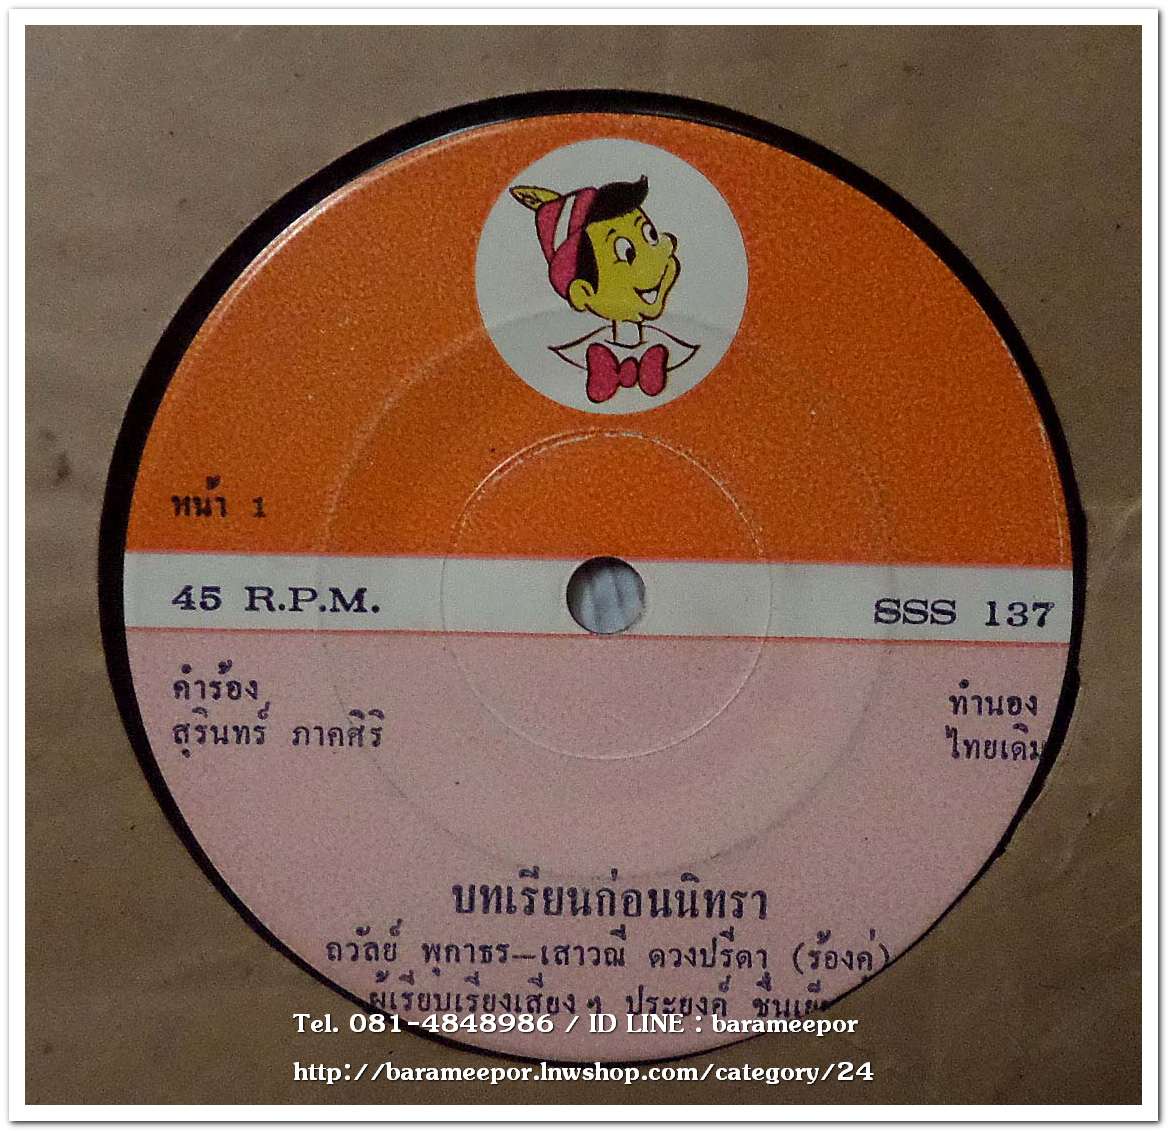 หน้า 1
45 R.P.M.
SSS 137
คำร้อง
สุรินทร์ ภาคศิริ
ทำนอง
ไทยเดิม
บทเรียนก่อนนิทรา
ถวัลย์ พุกาธร—เสาวณี ดวงปรีดา (ร้องคู่)
ผู้เรียบเรียงเสียง ๆ ประยงค์
Tel. 081-4848986 / ID LINE : barameepor
http://barameepor.lnwshop.com/category/24